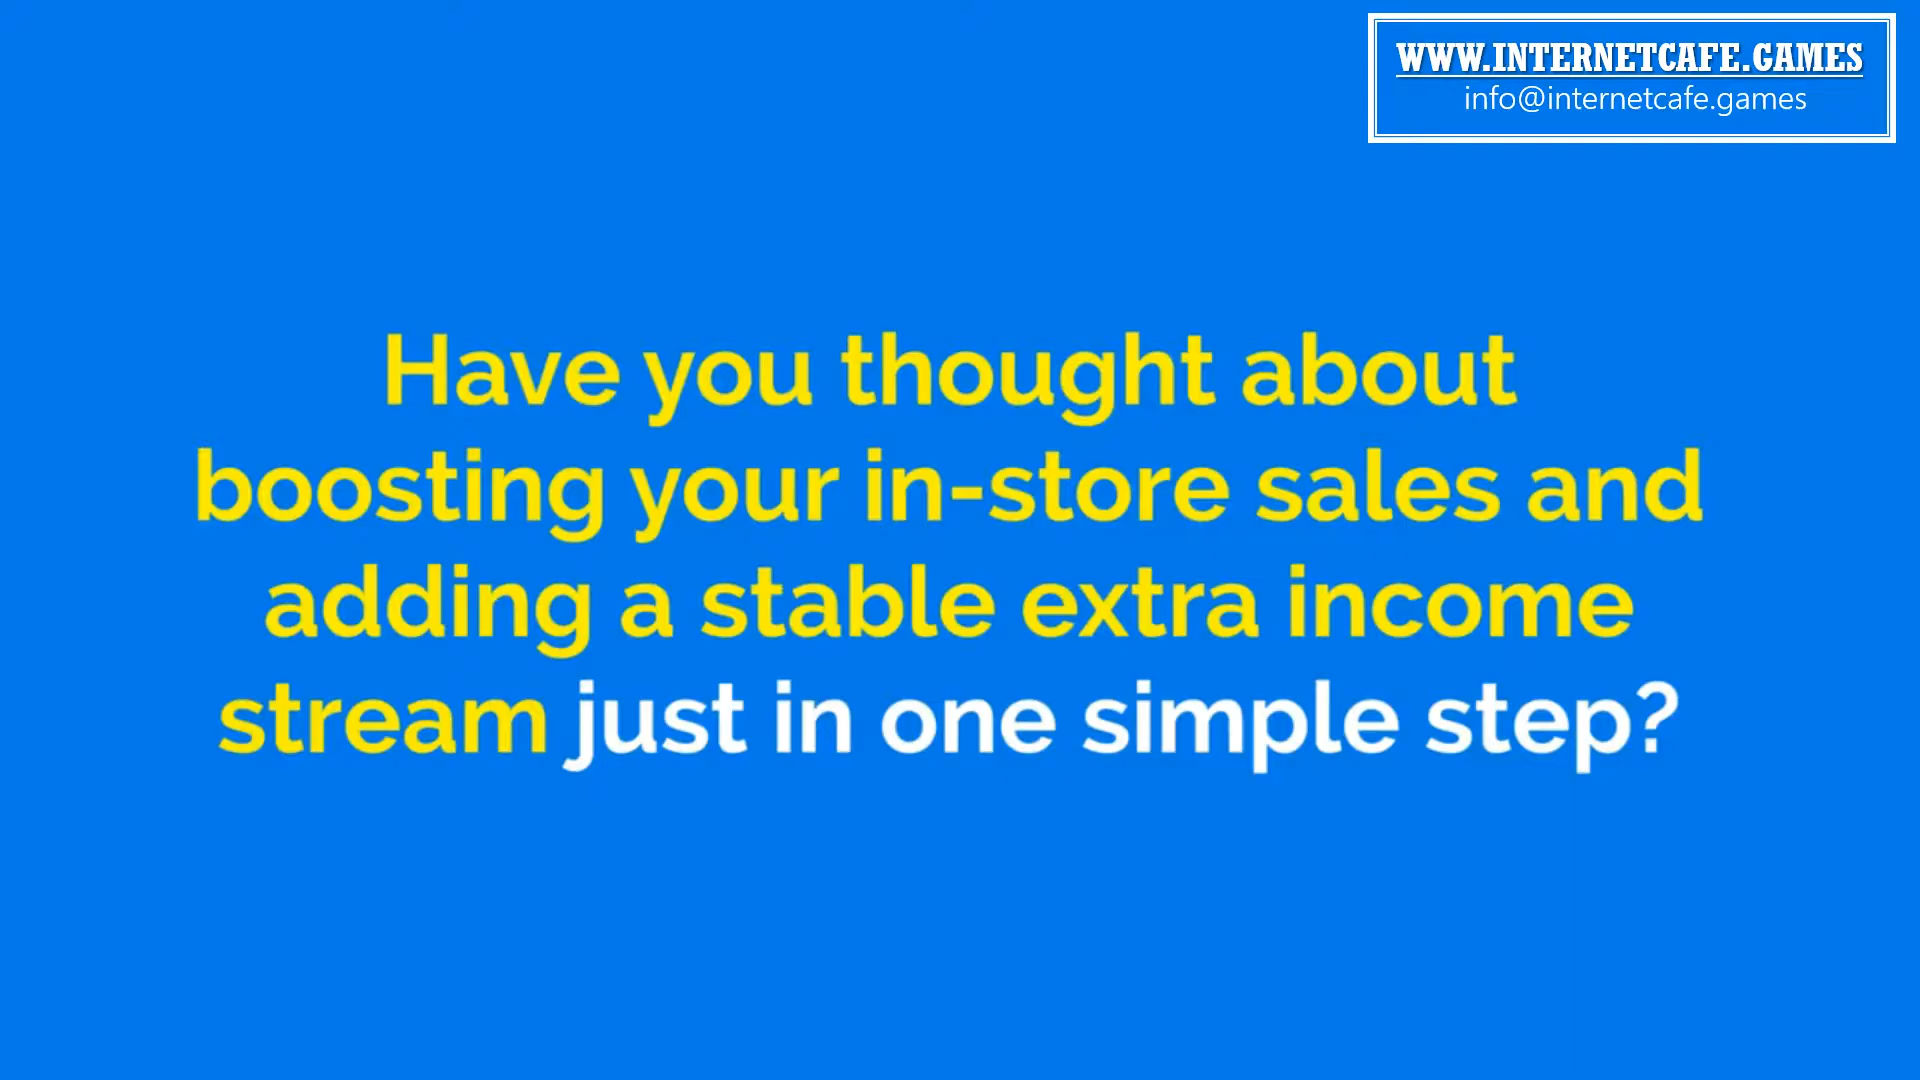 WWW.INTERNETCAFE.GAMES
info@internetcafe.games
Have you thought about
boosting your in-store sales and
adding a stable extra income
stream just in one simple step?